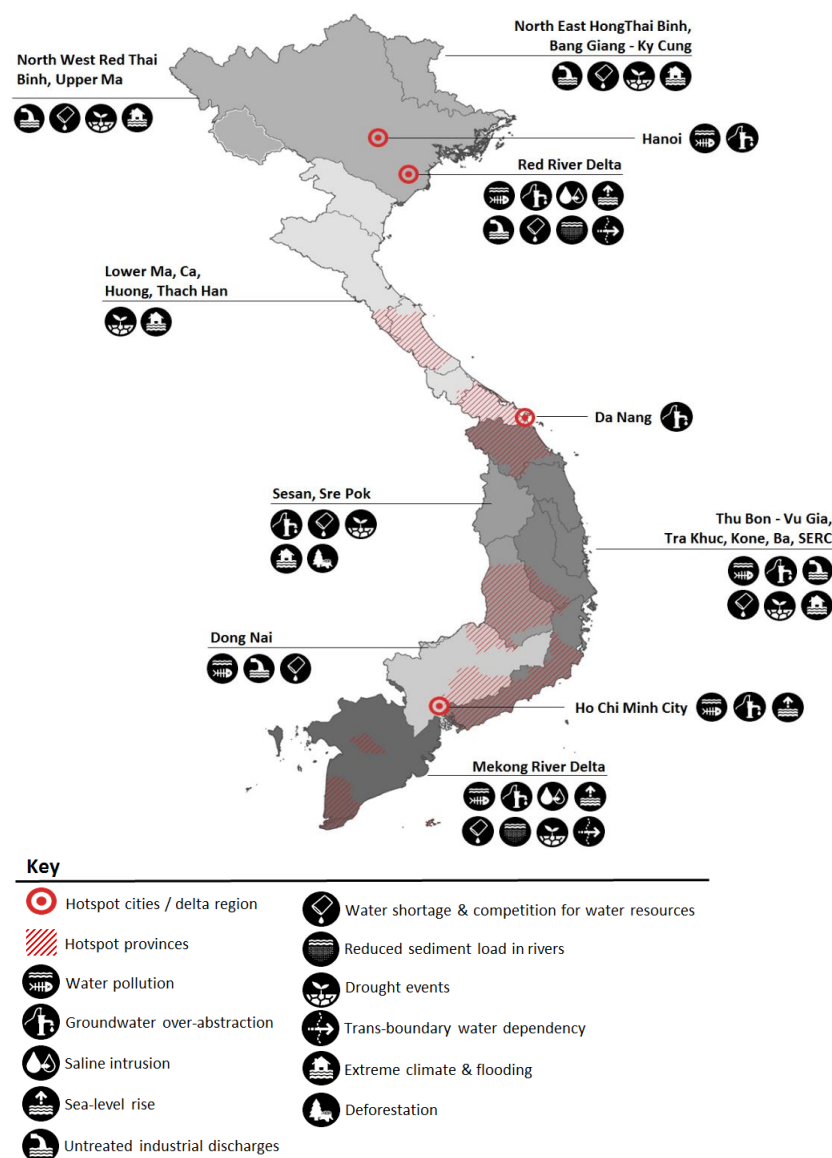 North East HongThai Binh,
Bang Giang - Ky Cung
North West Red Thai
Binh, Upper Ma
Hanoi
Red River Delta
Lower Ma, Ca,
Huong, Thach Han
Da Nang
Sesan, Sre Pok
Thu Bon - Vu Gia,
Tra Khuc, Kone, Ba, SERC
Dong Nai
Ho Chi Minh City
Mekong River Delta
Key
Hotspot cities / delta region
Hotspot provinces
Water pollution
Groundwater over-abstraction
Saline intrusion
Sea-level rise
Untreated industrial discharges
Water shortage & competition for water resources
Reduced sediment load in rivers
Drought events
Trans-boundary water dependency
Extreme climate & flooding
Deforestation